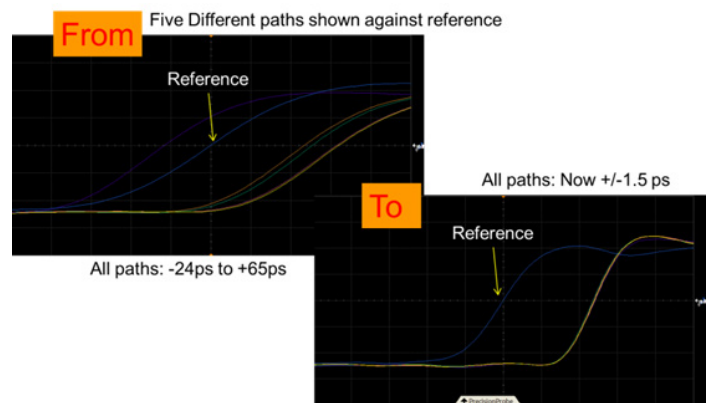 Five Different paths shown against reference
From
Reference
All paths: Now +/-1.5 ps
To
Reference
All paths: -24ps to +65ps
PrecisionProbe